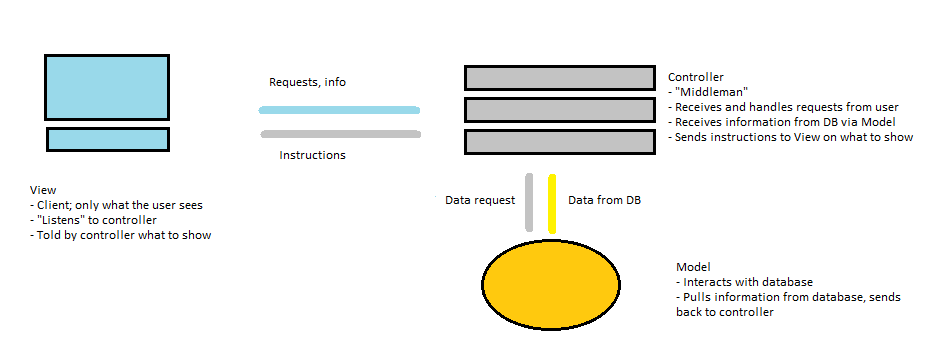 Requests, info
Instructions
Controller
- "Middleman"
- Receives and handles requests from user
- Receives information from DB via Model
- Sends instructions to View on what to show
View
- Client; only what the user sees
- "Listens" to controller
- Told by controller what to show
Data request
Data from DB
Model
- Interacts with database
- Pulls information from database, sends
back to controller